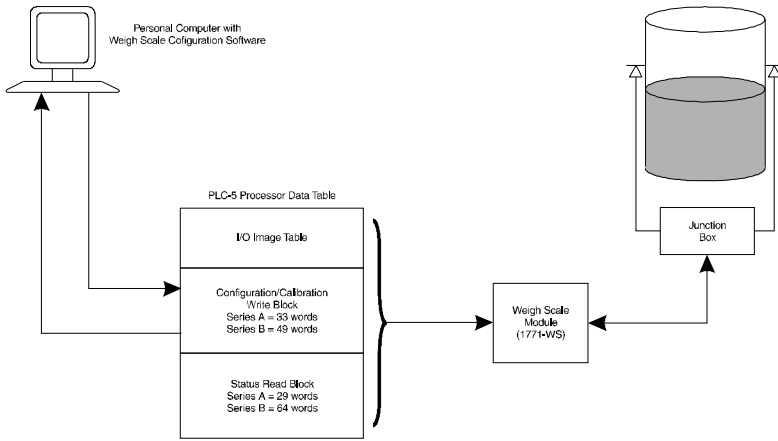 Personal Computer with
Weigh Scale Cofiguration Software
PLC-5 Processor Data Table
I/O Image Table
Configuration/Calibration
Write Block
Series A = 33 words
Series B = 49 words
Status Read Block
Series A = 29 words
Series B = 64 words
Weigh Scale
Module
(1771-WS)
Junction
Box